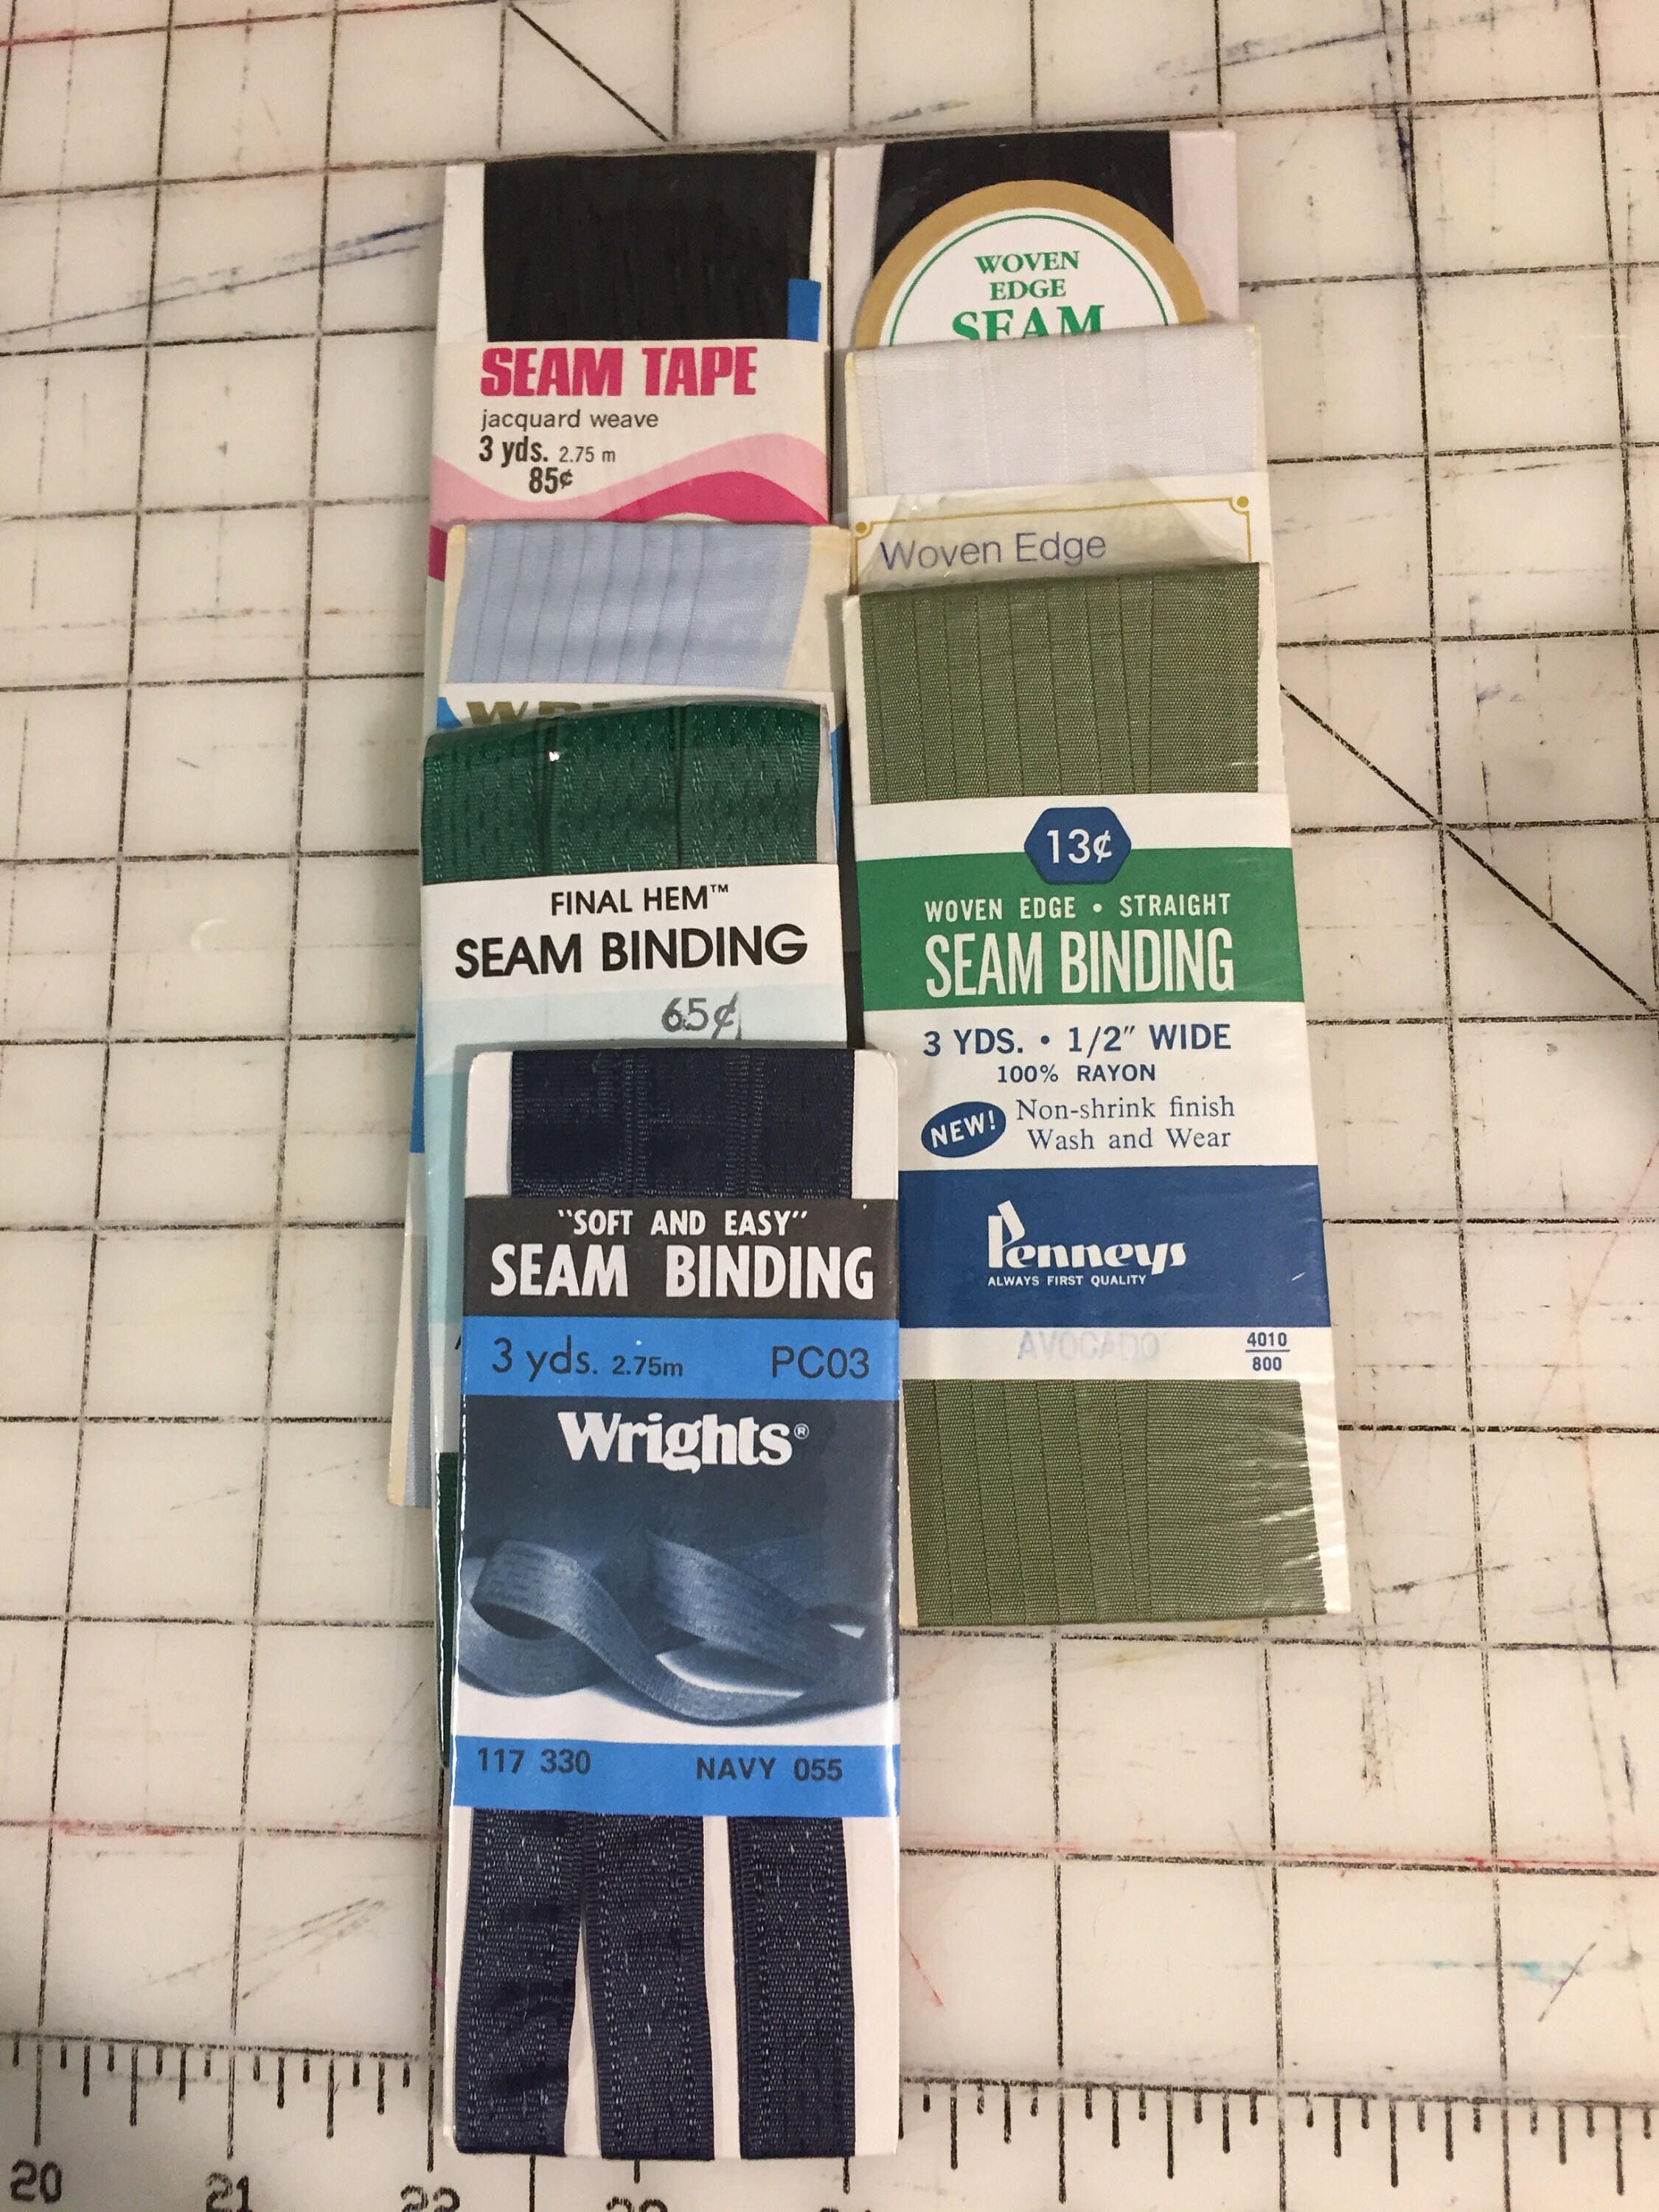 WOVEN
EDGE
SEAM
SEAM TAPE
jacquard weave
3 yds. 2.75 m
85¢
Woven Edge
13¢
WOVEN EDGE • STRAIGHT
SEAM BINDING
3 YDS. • 1/2" WIDE
100% RAYON
NEW! Non-shrink finish
Wash and Wear
Penneys
ALWAYS FIRST QUALITY
AVOCADO
4010
800
FINAL HEM™
SEAM BINDING
65¢
"SOFT AND EASY"
SEAM BINDING
3 yds. 2.75m PC03
Wrights®
117 330 NAVY 055
20 21 22